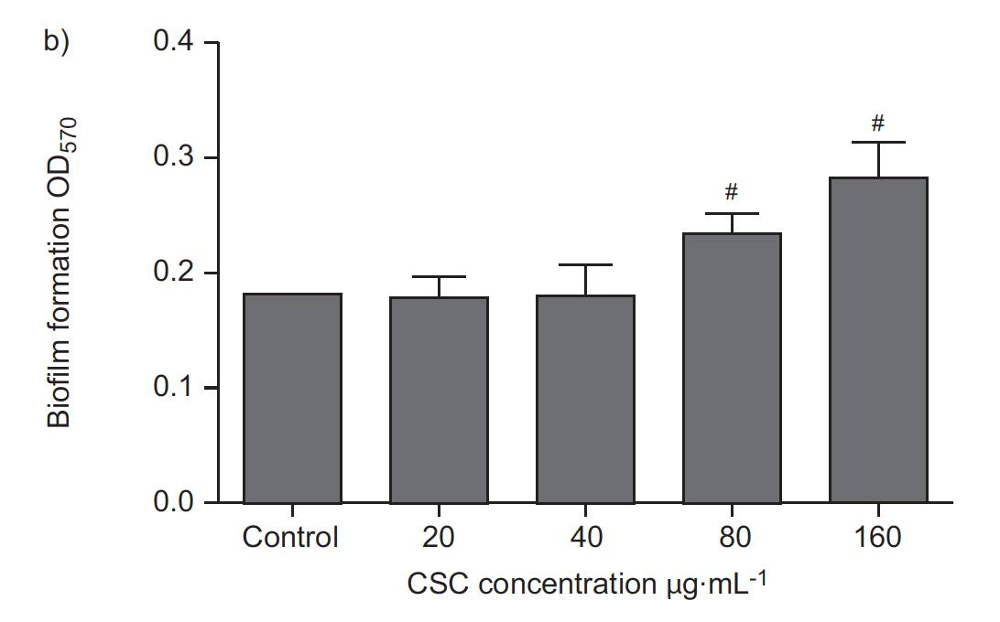 b)
Biofilm formation OD570
0.4
0.3
0.2
0.1
0.0
#
#
Control 20 40 80 160
CSC concentration µg·mL-1